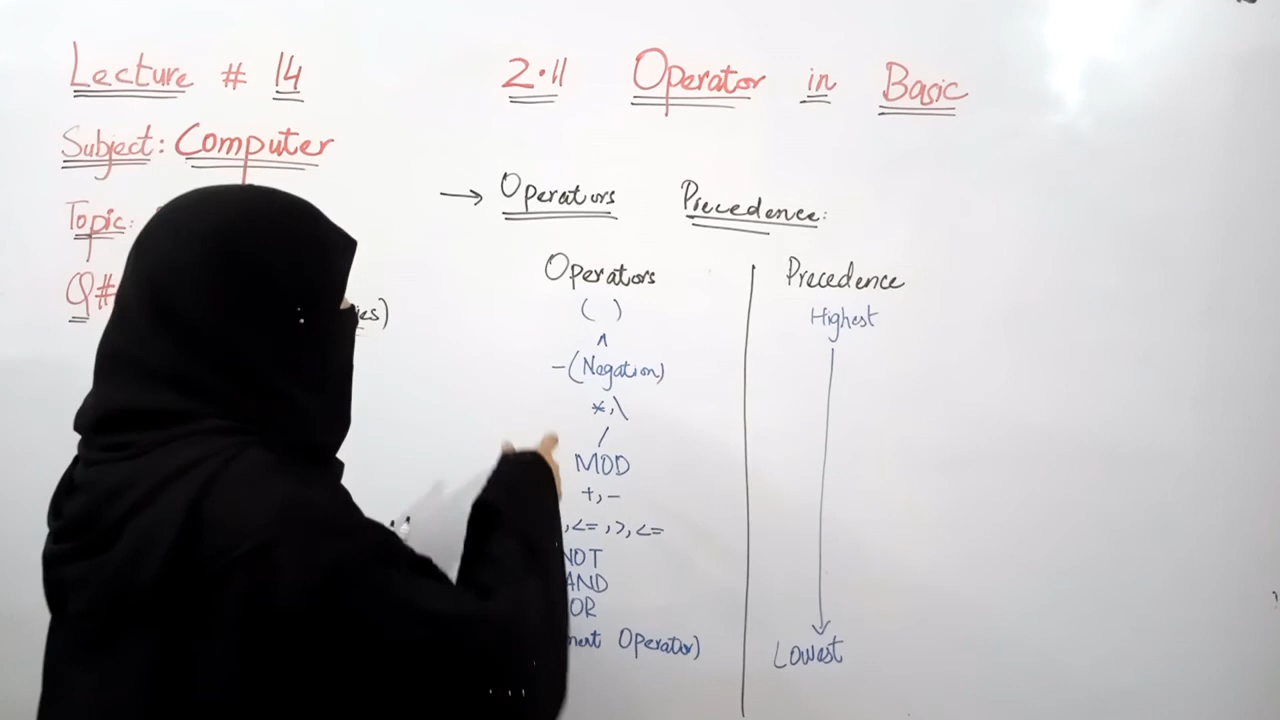 Lecture # 14
2.11 Operator in Basic
Subject: Computer
→ Operators Precedence:
Topic:
Q#
Operators
Precedence
( )
Highest
^
-(Negation)
*,\
/
MOD
+,-
,<=,>,<=
NOT
AND
OR
Operator)
Lowest